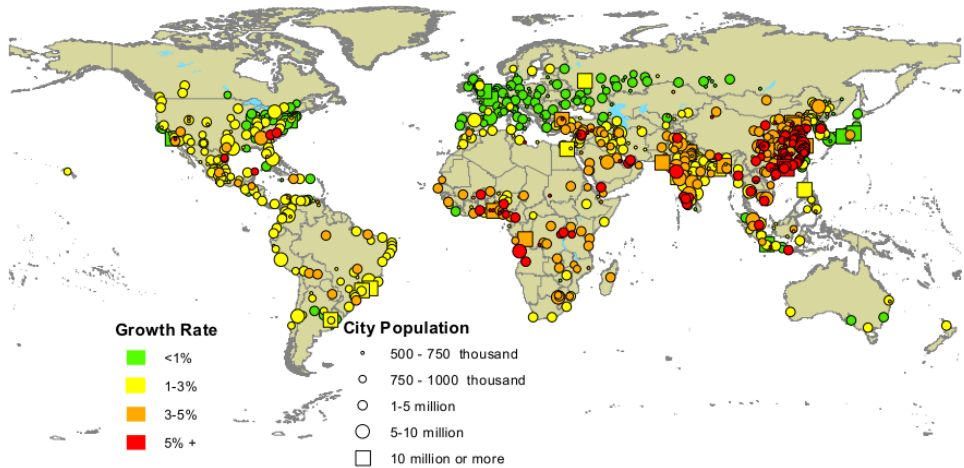 Growth Rate
<1%
1-3%
3-5%
5% +
City Population
500 - 750 thousand
750 - 1000 thousand
1-5 million
5-10 million
10 million or more